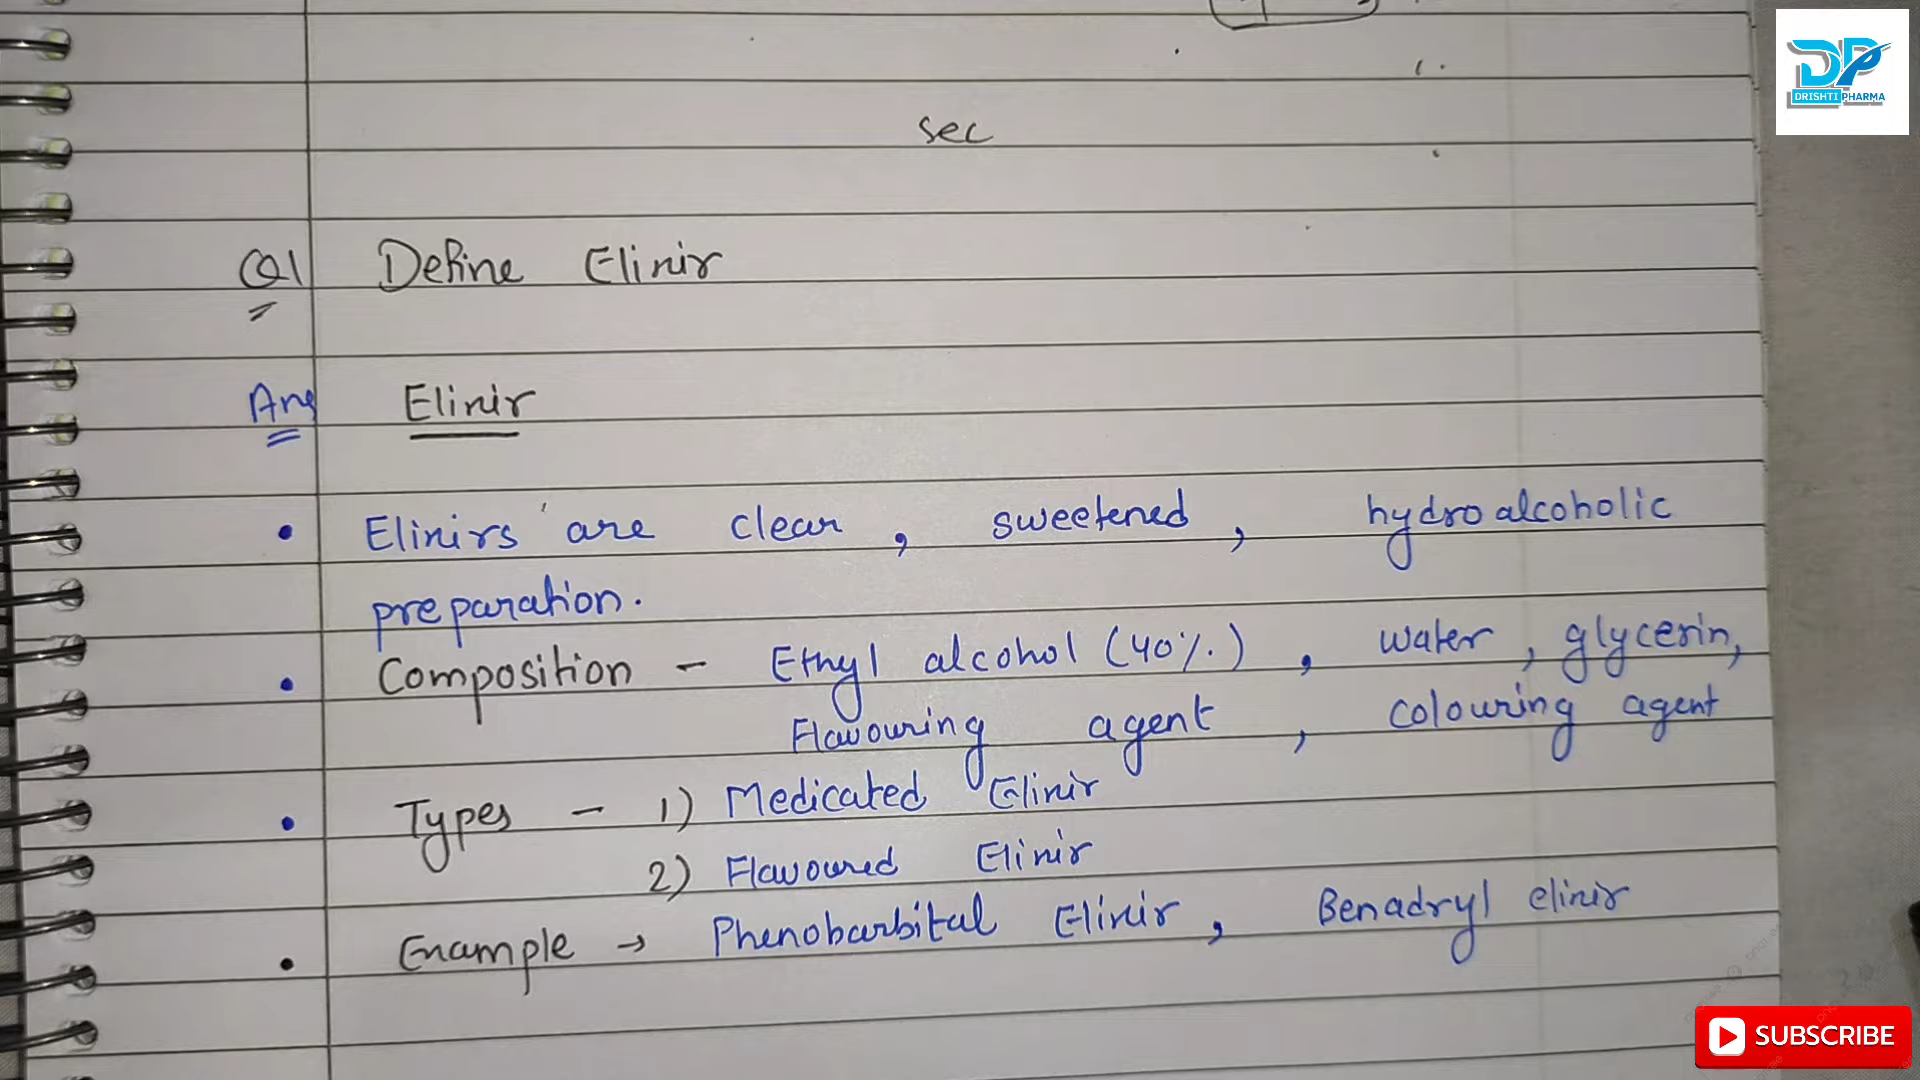 DP
DRISHTI PHARMA
sec
Q1 Define Elixir
Ans Elixir
• Elixirs are clear, sweetened, hydroalcoholic
preparation.
• Composition - Ethyl alcohol (40%), water, glycerin,
Flavouring agent, colouring agent
• Types - 1) Medicated Elixir
2) Flavoured Elixir
• Example → Phenobarbital Elixir, Benadryl elixir
SUBSCRIBE